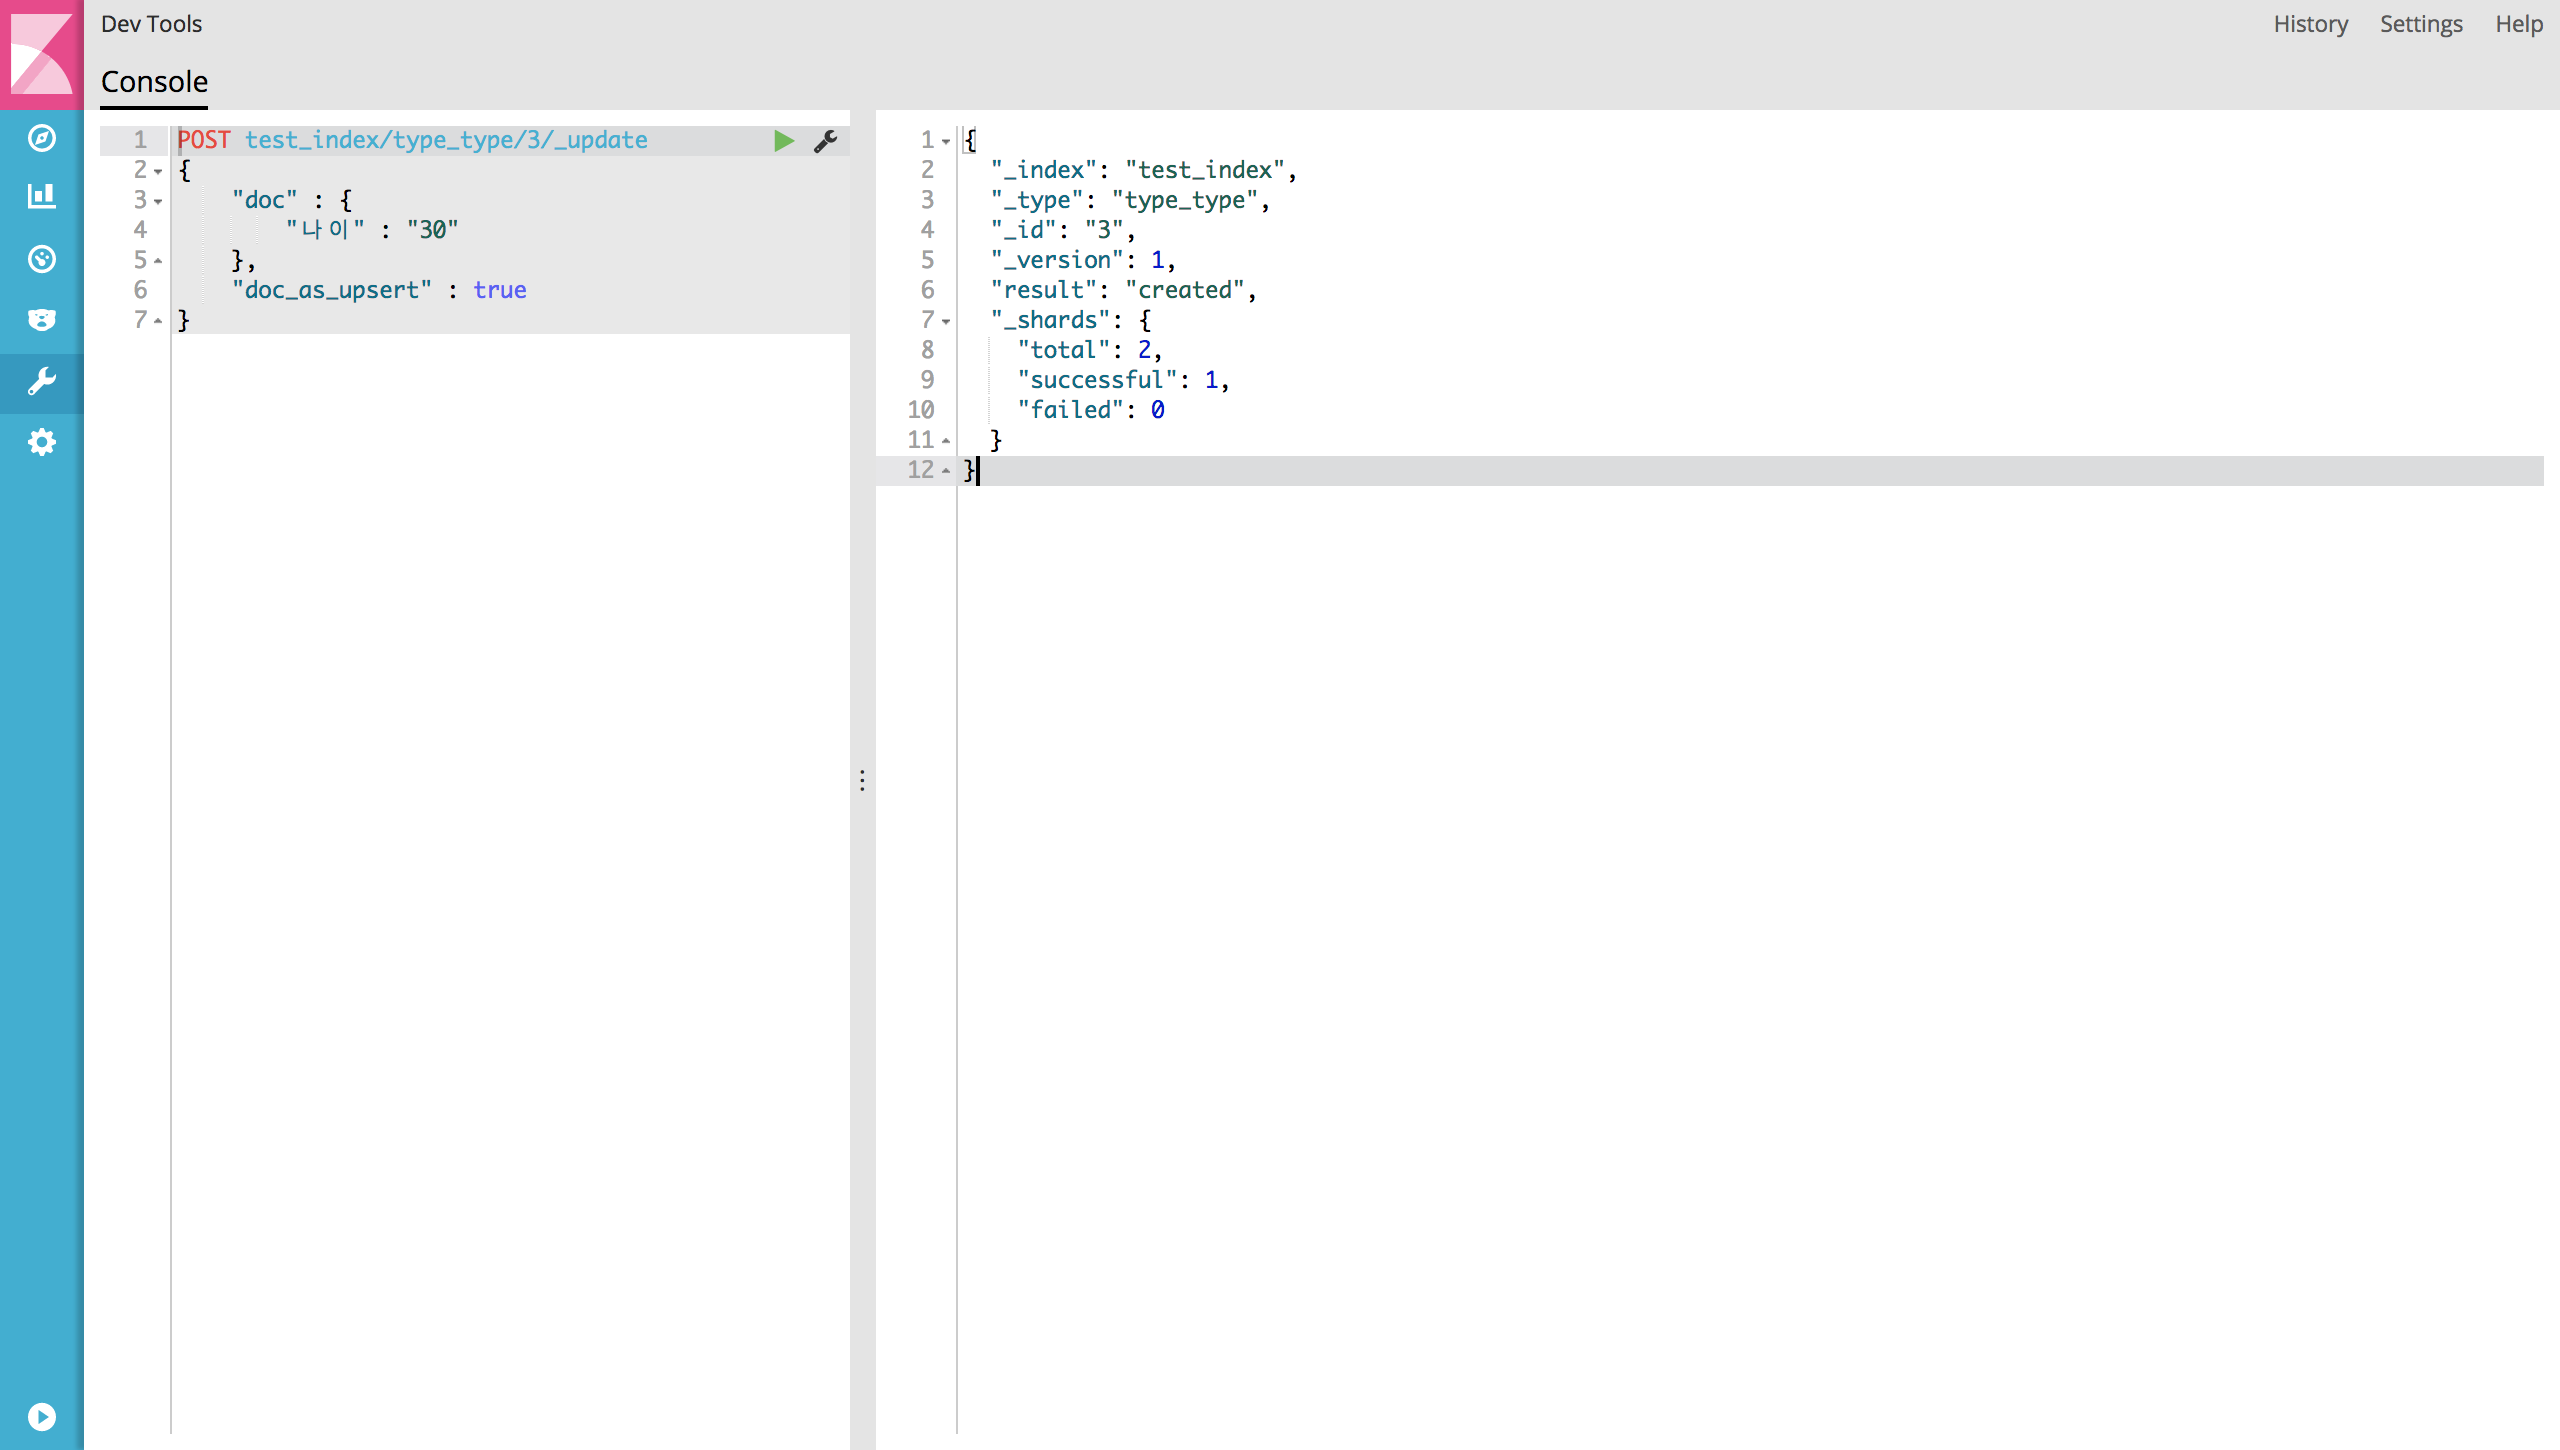 Dev Tools
History Settings Help
Console
1 POST test_index/type_type/3/_update
2 {
3 "doc" : {
4 "나이" : "30"
5 },
6 "doc_as_upsert" : true
7 }
1 {
2 "_index": "test_index",
3 "_type": "type_type",
4 "_id": "3",
5 "_version": 1,
6 "result": "created",
7 "_shards": {
8 "total": 2,
9 "successful": 1,
10 "failed": 0
11 }
12 }